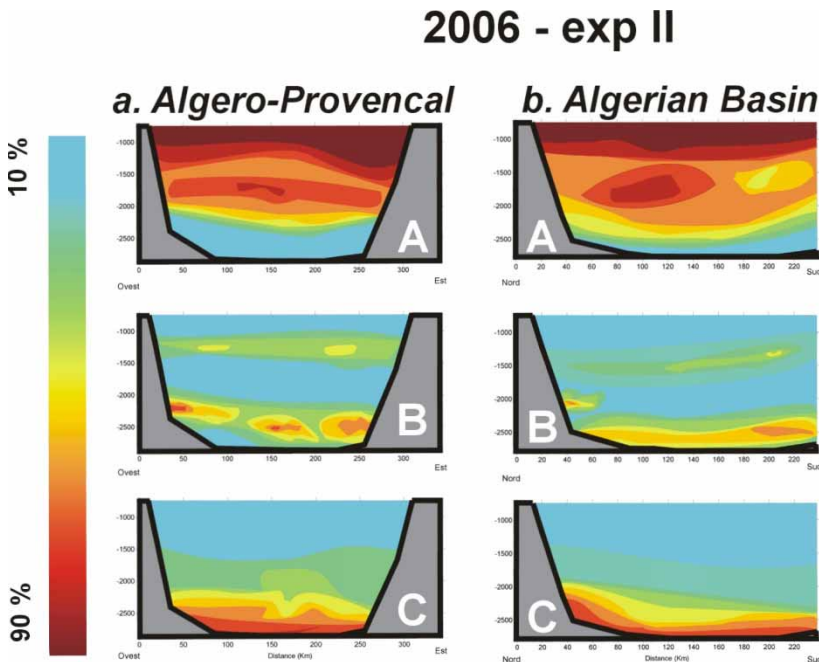 2006 - exp II
a. Algero-Provencal
b. Algerian Basin
10 %
90 %
-1000
-1500
-2000
-2500
A
0 50 100 150 200 250 300
Ovest Est
-1000
-1500
-2000
-2500
A
0 20 40 60 80 100 120 140 160 180 200 220
Nord Sud
-1000
-1500
-2000
-2500
B
0 50 100 150 200 250 300
Ovest Est
-1000
-1500
-2000
-2500
B
0 20 40 60 80 100 120 140 160 180 200 220
Nord Sud
-1000
-1500
-2000
-2500
C
0 50 100 150 200 250 300
Ovest Distance (Km) Est
-1000
-1500
-2000
-2500
C
0 20 40 60 80 100 120 140 160 180 200 220
Nord Distance (Km) Sud